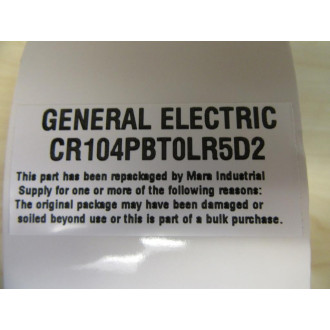 GENERAL ELECTRIC
CR104PBT0LR5D2
This part has been repackaged by Mara Industrial
Supply for one or more of the following reasons:
The original package may have been damaged or
soiled beyond use or this is part of a bulk purchase.